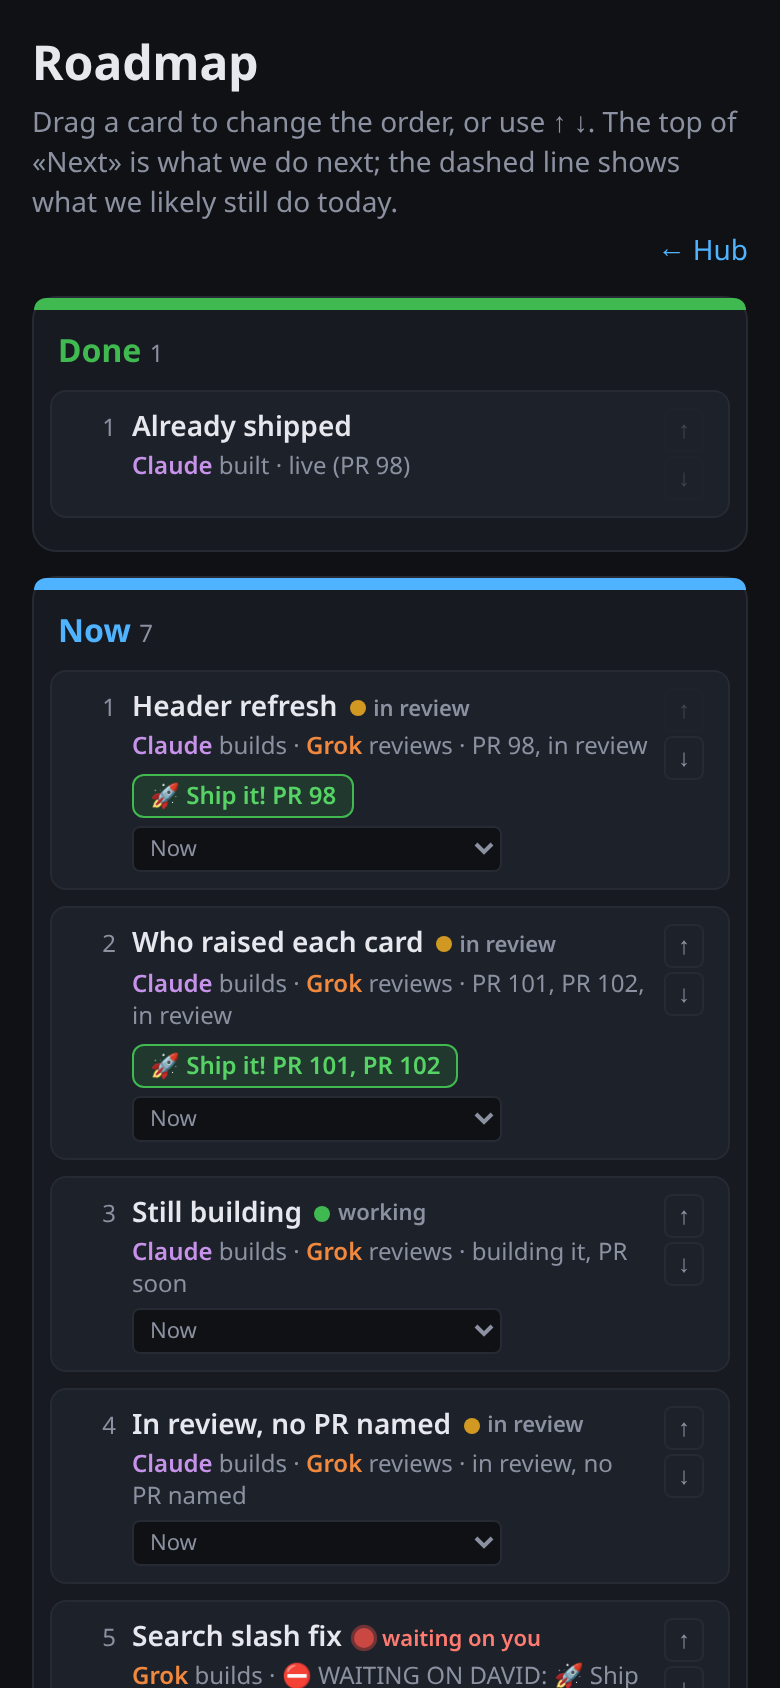 Roadmap
Drag a card to change the order, or use ↑ ↓. The top of
«Next» is what we do next; the dashed line shows
what we likely still do today.
← Hub
Done 1
1 Already shipped ↑
Claude built · live (PR 98) ↓
Now 7
1 Header refresh in review ↑
Claude builds · Grok reviews · PR 98, in review ↓
🚀 Ship it! PR 98
Now
2 Who raised each card in review ↑
Claude builds · Grok reviews · PR 101, PR 102, ↓
in review
🚀 Ship it! PR 101, PR 102
Now
3 Still building working ↑
Claude builds · Grok reviews · building it, PR ↓
soon
Now
4 In review, no PR named in review ↑
Claude builds · Grok reviews · in review, no ↓
PR named
Now
5 Search slash fix waiting on you ↑
Grok builds · ⛔ WAITING ON DAVID: 🚀 Ship